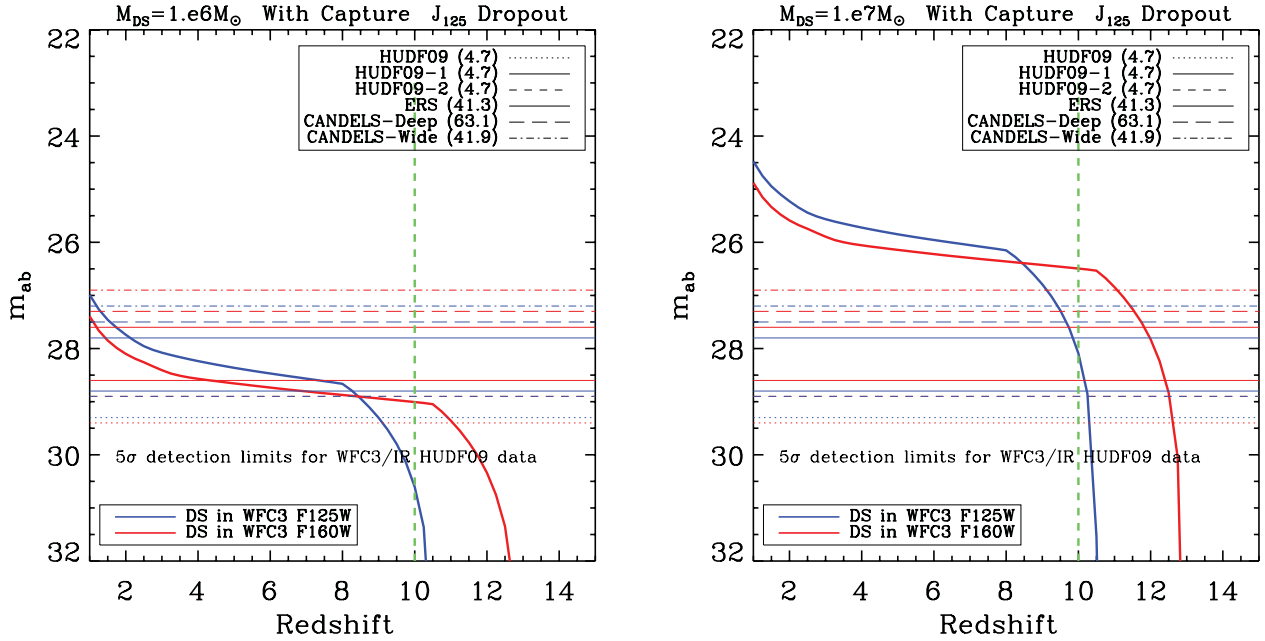 M_DS=1.e6M_⊙ With Capture J_125 Dropout
22
24
26
28
30
32
m_ab
HUDF09 (4.7)
HUDF09-1 (4.7)
HUDF09-2 (4.7)
ERS (41.3)
CANDELS-Deep (63.1)
CANDELS-Wide (41.9)
5σ detection limits for WFC3/IR HUDF09 data
DS in WFC3 F125W
DS in WFC3 F160W
2 4 6 8 10 12 14
Redshift
M_DS=1.e7M_⊙ With Capture J_125 Dropout
22
24
26
28
30
32
m_ab
HUDF09 (4.7)
HUDF09-1 (4.7)
HUDF09-2 (4.7)
ERS (41.3)
CANDELS-Deep (63.1)
CANDELS-Wide (41.9)
5σ detection limits for WFC3/IR HUDF09 data
DS in WFC3 F125W
DS in WFC3 F160W
2 4 6 8 10 12 14
Redshift